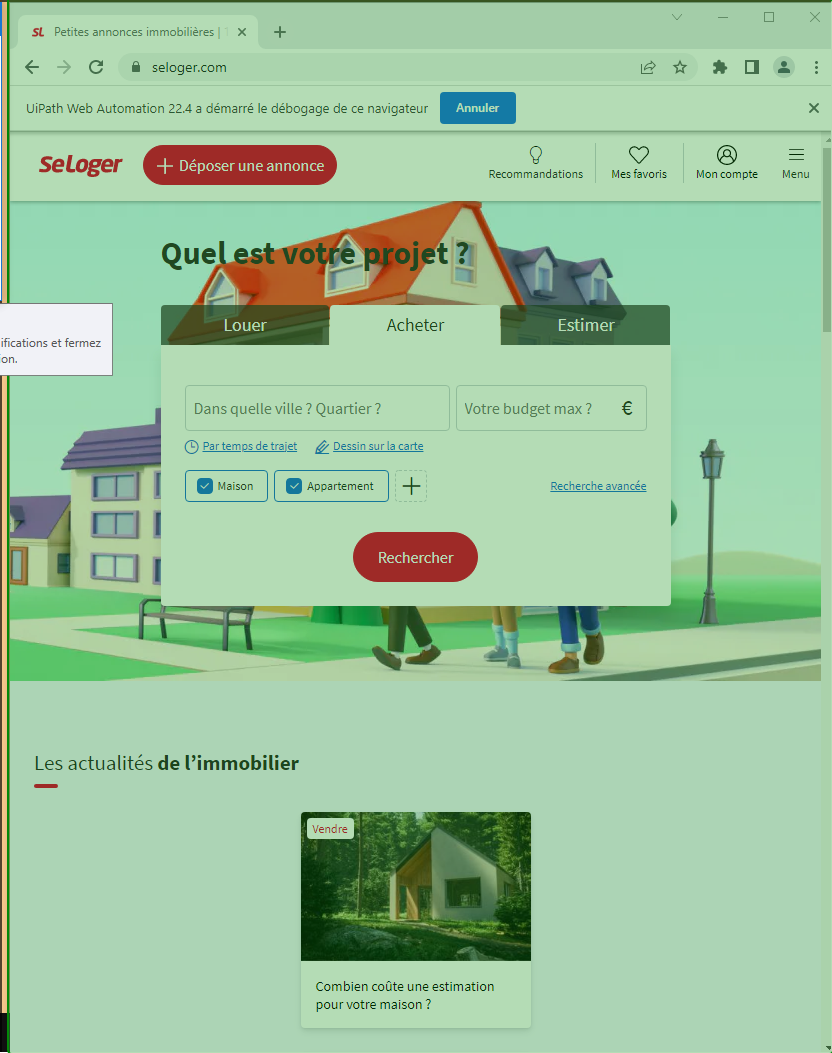 SL Petites annonces immobilières |
seloger.com
UiPath Web Automation 22.4 a démarré le débogage de ce navigateur
Annuler
SeLoger
Déposer une annonce
Recommandations
Mes favoris
Mon compte
Menu
Quel est votre projet ?
ifications et fermez
ion.
Louer
Acheter
Estimer
Dans quelle ville ? Quartier ?
Votre budget max ? €
Par temps de trajet
Dessin sur la carte
Maison
Appartement
Recherche avancée
Rechercher
Les actualités de l'immobilier
Vendre
Combien coûte une estimation
pour votre maison ?